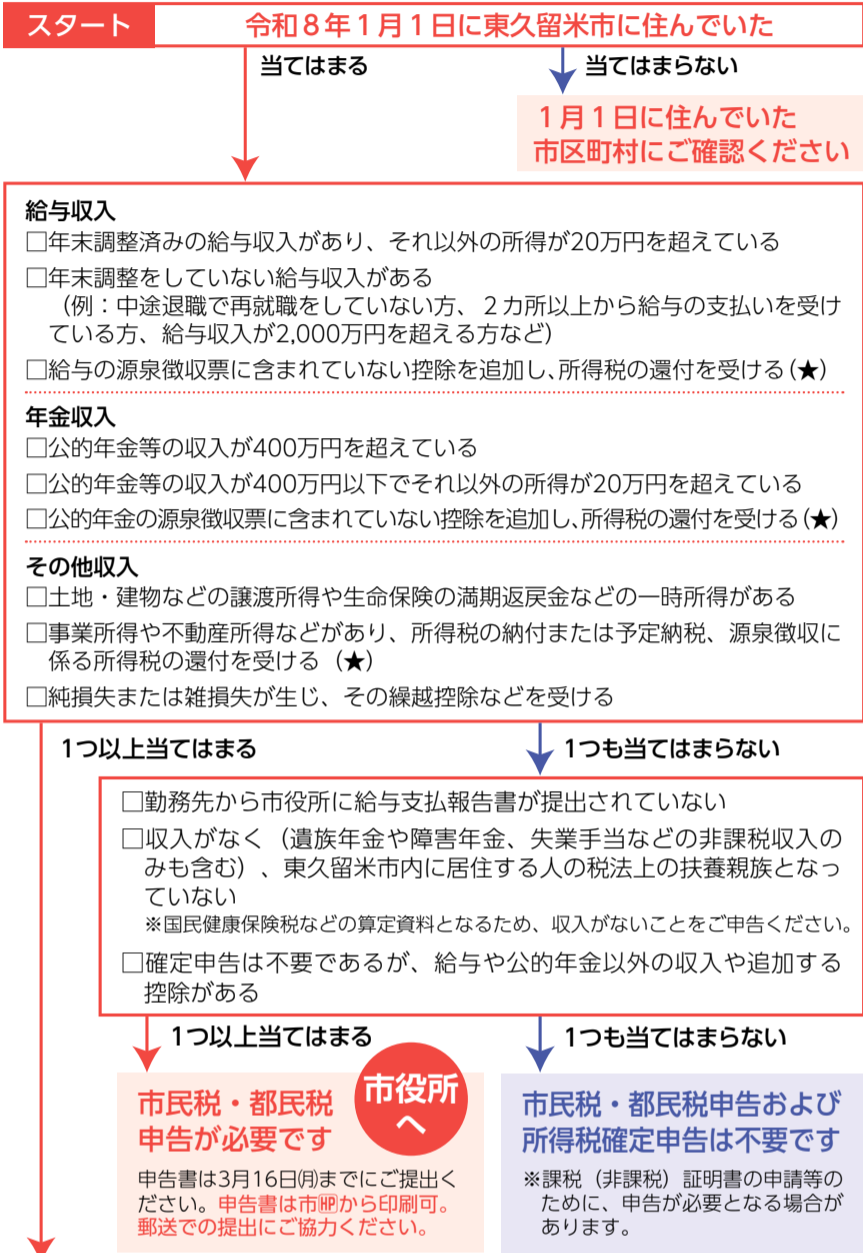 スタート
令和8年1月1日に東久留米市に住んでいた
当てはまる
当てはまらない
1月1日に住んでいた
市区町村にご確認ください
給与収入
□年末調整済みの給与収入があり、それ以外の所得が20万円を超えている
□年末調整をしていない給与収入がある
（例：中途退職で再就職をしていない方、２カ所以上から給与の支払いを受け
ている方、給与収入が2,000万円を超える方など）
□給与の源泉徴収票に含まれていない控除を追加し、所得税の還付を受ける（★）
年金収入
□公的年金等の収入が400万円を超えている
□公的年金等の収入が400万円以下でそれ以外の所得が20万円を超えている
□公的年金の源泉徴収票に含まれていない控除を追加し、所得税の還付を受ける（★）
その他収入
□土地・建物などの譲渡所得や生命保険の満期返戻金などの一時所得がある
□事業所得や不動産所得などがあり、所得税の納付または予定納税、源泉徴収に
係る所得税の還付を受ける（★）
□純損失または雑損失が生じ、その繰越控除などを受ける
1つ以上当てはまる
1つも当てはまらない
□勤務先から市役所に給与支払報告書が提出されていない
□収入がなく（遺族年金や障害年金、失業手当などの非課税収入の
みも含む）、東久留米市内に居住する人の税法上の扶養親族となっ
ていない
※国民健康保険税などの算定資料となるため、収入がないことをご申告ください。
□確定申告は不要であるが、給与や公的年金以外の収入や追加する
控除がある
1つ以上当てはまる
1つも当てはまらない
市民税・都民税
申告が必要です
市役所
へ
申告書は3月16日㈪までにご提出く
ださい。申告書は市HPから印刷可。
郵送での提出にご協力ください。
市民税・都民税申告および
所得税確定申告は不要です
※課税（非課税）証明書の申請等の
ために、申告が必要となる場合が
あります。